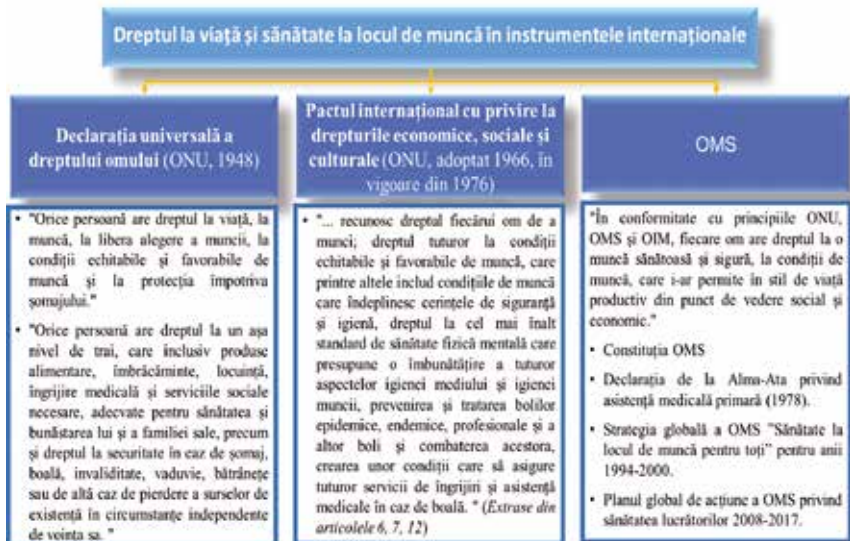 Dreptul la viață și sănătate la locul de muncă în instrumentele internaționale
Declarația universală a
dreptului omului (ONU, 1948)
• "Orice persoană are dreptul la viață, la
muncă, la libera alegere a muncii, la
condiții echitabile și favorabile de
muncă și la protecția împotriva
șomajului."
• "Orice persoană are dreptul la un așa
nivel de trai, care inclusiv produse
alimentare, îmbrăcăminte, locuință,
îngrijire medicală și serviciile sociale
necesare, adecvate pentru sănătatea și
bunăstarea lui și a familiei sale, precum
și dreptul la securitate în caz de șomaj,
boală, invaliditate, vaduvie, bătrânețe
sau de altă caz de pierdere a surselor de
existență în circumstanțe independente
de voința sa. "
Pactul internațional cu privire la
drepturile economice, sociale și
culturale (ONU, adoptat 1966, în
vigoare din 1976)
• "... recunosc dreptul fiecărui om de a
munci; dreptul tuturor la condiții
echitabile și favorabile de muncă, care
printre altele includ condițiile de muncă
care îndeplinesc cerințele de siguranță
și igienă, dreptul la cel mai înalt
standard de sănătate fizică mentală care
presupune o îmbunătățire a tuturor
aspectelor igienei mediului și igienei
muncii, prevenirea și tratarea bolilor
epidemice, endemice, profesionale și a
altor boli și combaterea acestora,
crearea unor condiții care să asigure
tuturor servicii de îngrijiri și asistență
medicale în caz de boală. " (Extrase din
articolele 6, 7, 12)
OMS
"În conformitate cu principiile ONU,
OMS și OIM, fiecare om are dreptul la o
muncă sănătoasă și sigură, la condiții de
muncă, care i-ar permite în stil de viață
productiv din punct de vedere social și
economic."
• Constituția OMS
• Declarația de la Alma-Ata privind
asistență medicală primară (1978).
• Strategia globală a OMS "Sănătate la
locul de muncă pentru toți" pentru anii
1994-2000.
• Planul global de acțiune a OMS privind
sănătatea lucrătorilor 2008-2017.